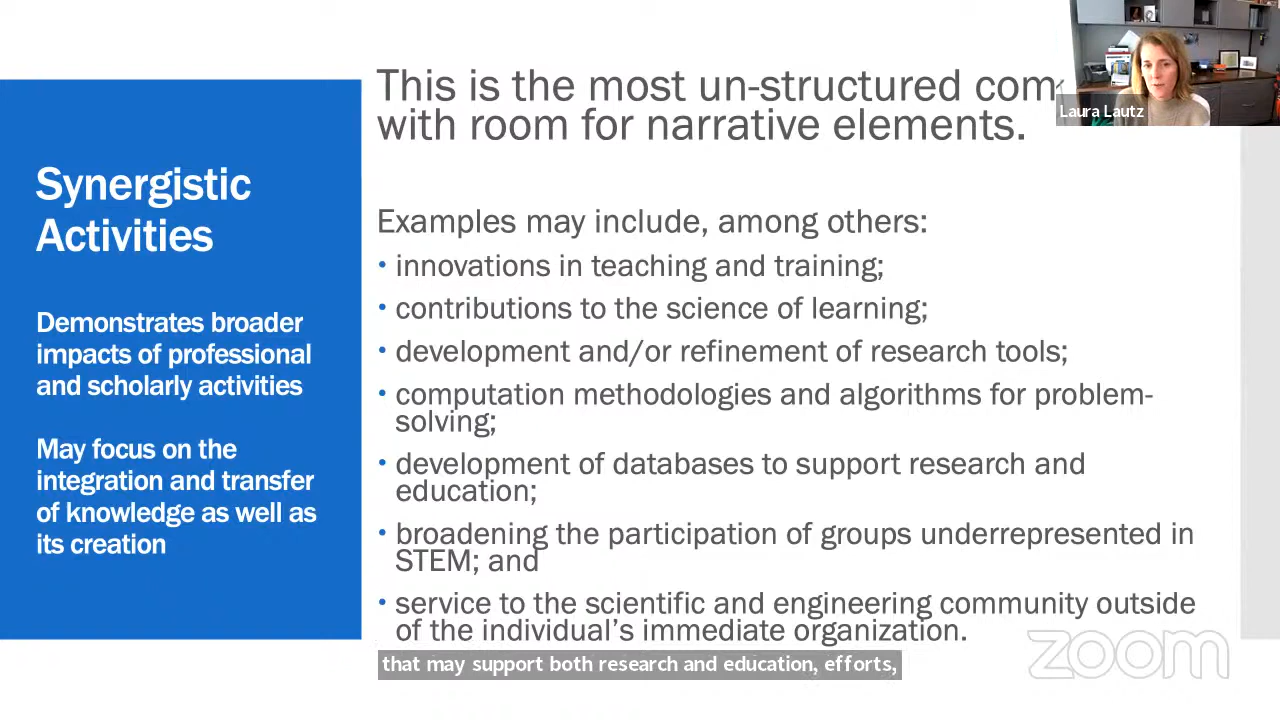 Synergistic
Activities
Demonstrates broader
impacts of professional
and scholarly activities
May focus on the
integration and transfer
of knowledge as well as
its creation
This is the most un-structured com
with room for narrative elements.
Examples may include, among others:
• innovations in teaching and training;
• contributions to the science of learning;
• development and/or refinement of research tools;
• computation methodologies and algorithms for problem-
solving;
• development of databases to support research and
education;
• broadening the participation of groups underrepresented in
STEM; and
• service to the scientific and engineering community outside
of the individual’s immediate organization.
that may support both research and education, efforts,
Laura Lautz
zoom